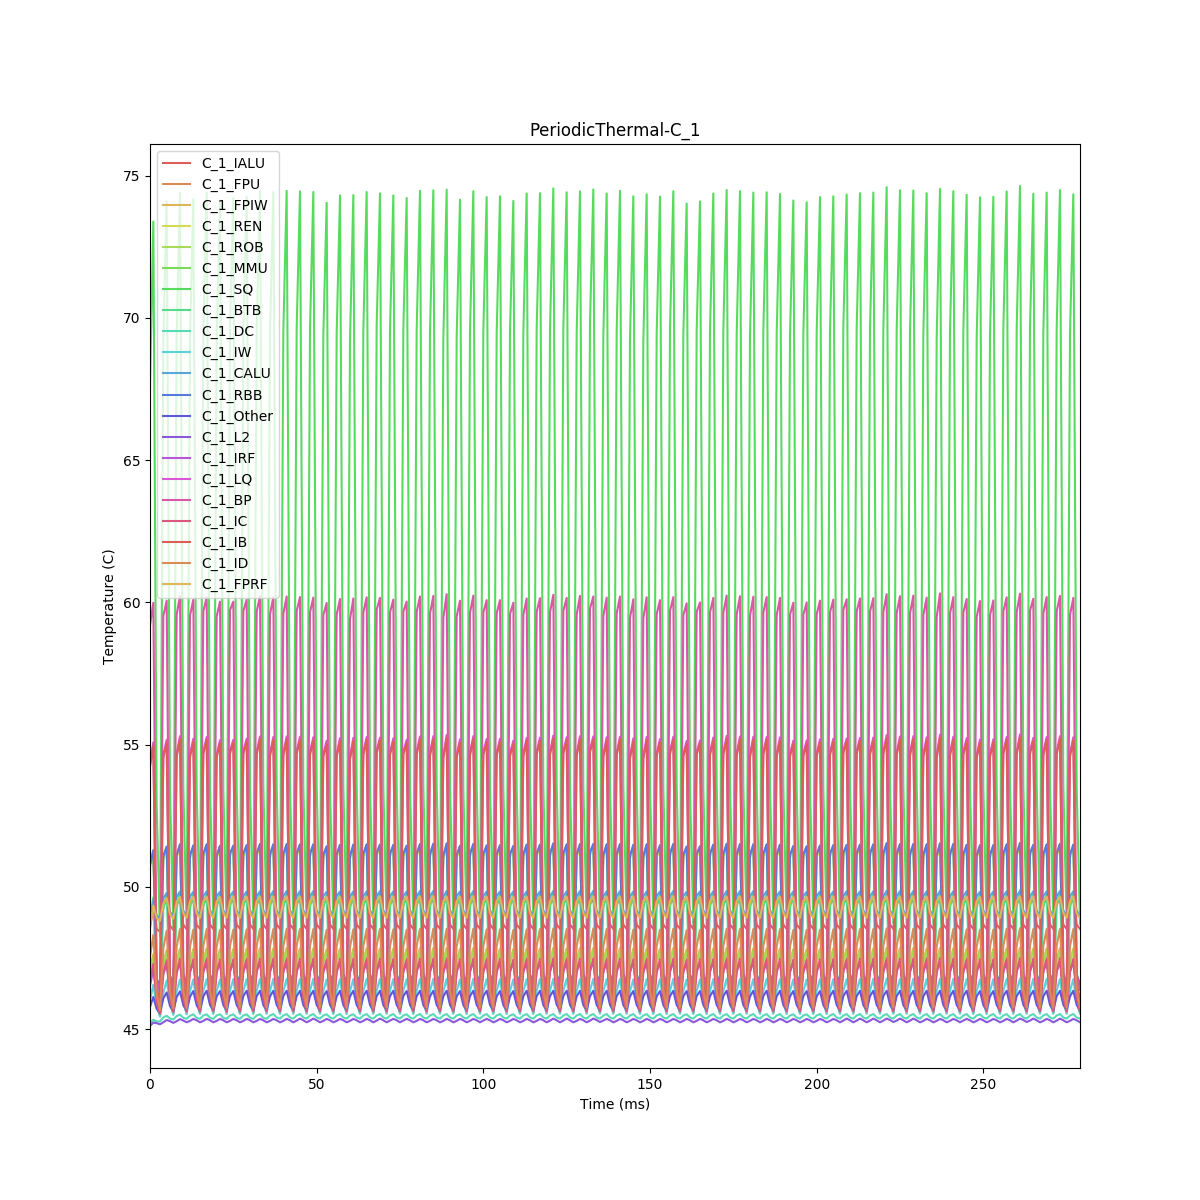 PeriodicThermal-C_1
C_1_IALU
C_1_FPU
C_1_FPIW
C_1_REN
C_1_ROB
C_1_MMU
C_1_SQ
C_1_BTB
C_1_DC
C_1_IW
C_1_CALU
C_1_RBB
C_1_Other
C_1_L2
C_1_IRF
C_1_LQ
C_1_BP
C_1_IC
C_1_IB
C_1_ID
C_1_FPRF
75
70
65
60
55
50
45
Temperature (C)
0 50 100 150 200 250
Time (ms)